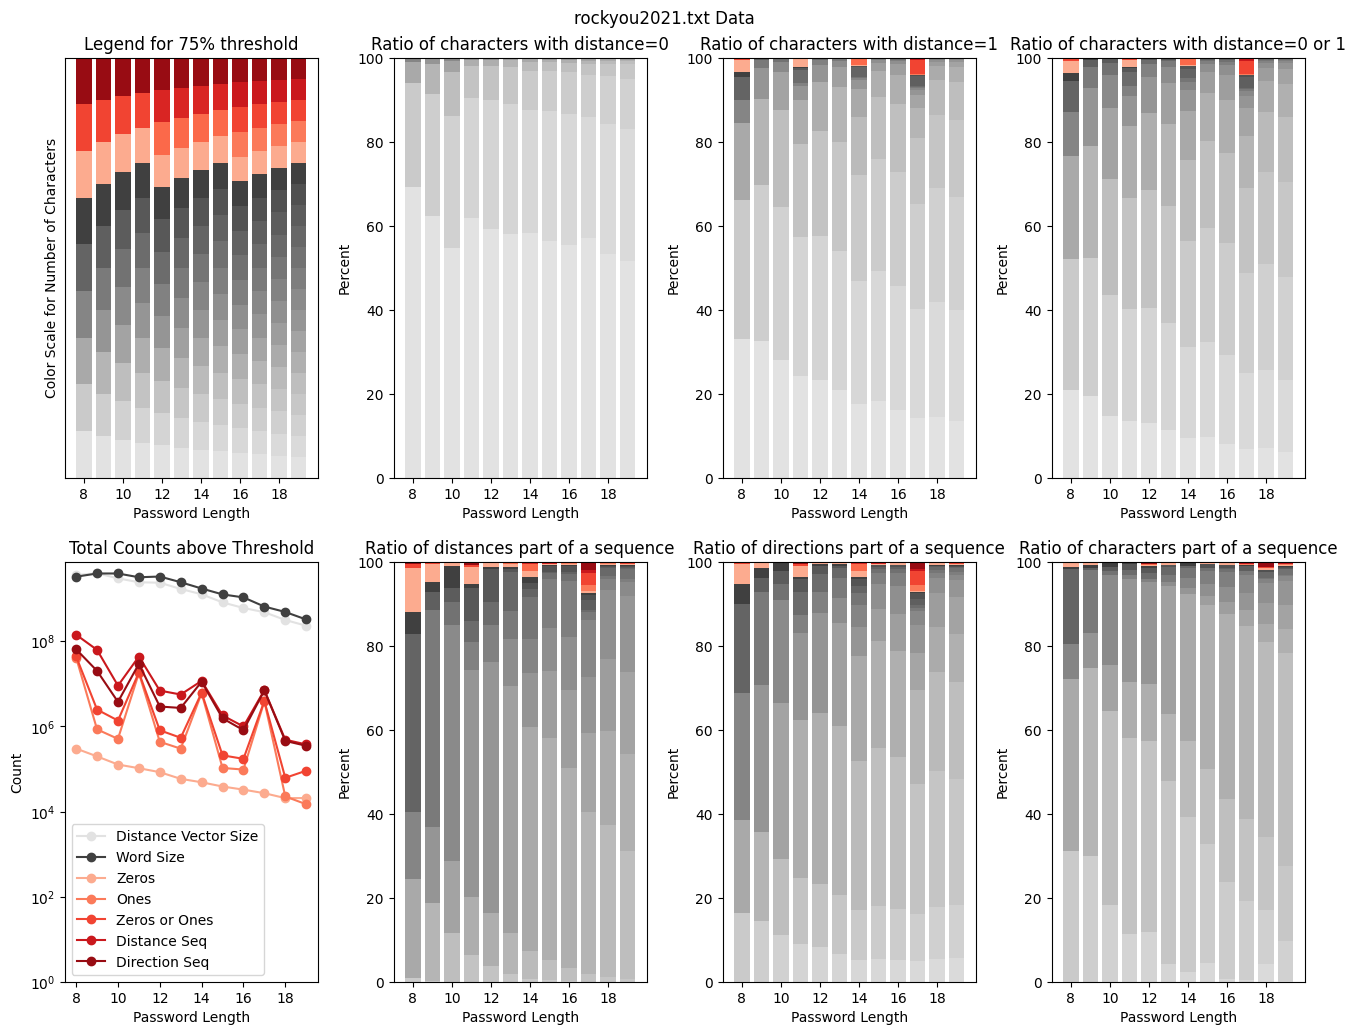 rockyou2021.txt Data
Legend for 75% threshold
Color Scale for Number of Characters
8 10 12 14 16 18
Password Length
Ratio of characters with distance=0
Percent
100
80
60
40
20
0
8 10 12 14 16 18
Password Length
Ratio of characters with distance=1
Percent
100
80
60
40
20
0
8 10 12 14 16 18
Password Length
Ratio of characters with distance=0 or 1
Percent
100
80
60
40
20
0
8 10 12 14 16 18
Password Length
Total Counts above Threshold
Count
10^8
10^6
10^4
10^2
10^0
Distance Vector Size
Word Size
Zeros
Ones
Zeros or Ones
Distance Seq
Direction Seq
8 10 12 14 16 18
Password Length
Ratio of distances part of a sequence
Percent
100
80
60
40
20
0
8 10 12 14 16 18
Password Length
Ratio of directions part of a sequence
Percent
100
80
60
40
20
0
8 10 12 14 16 18
Password Length
Ratio of characters part of a sequence
Percent
100
80
60
40
20
0
8 10 12 14 16 18
Password Length